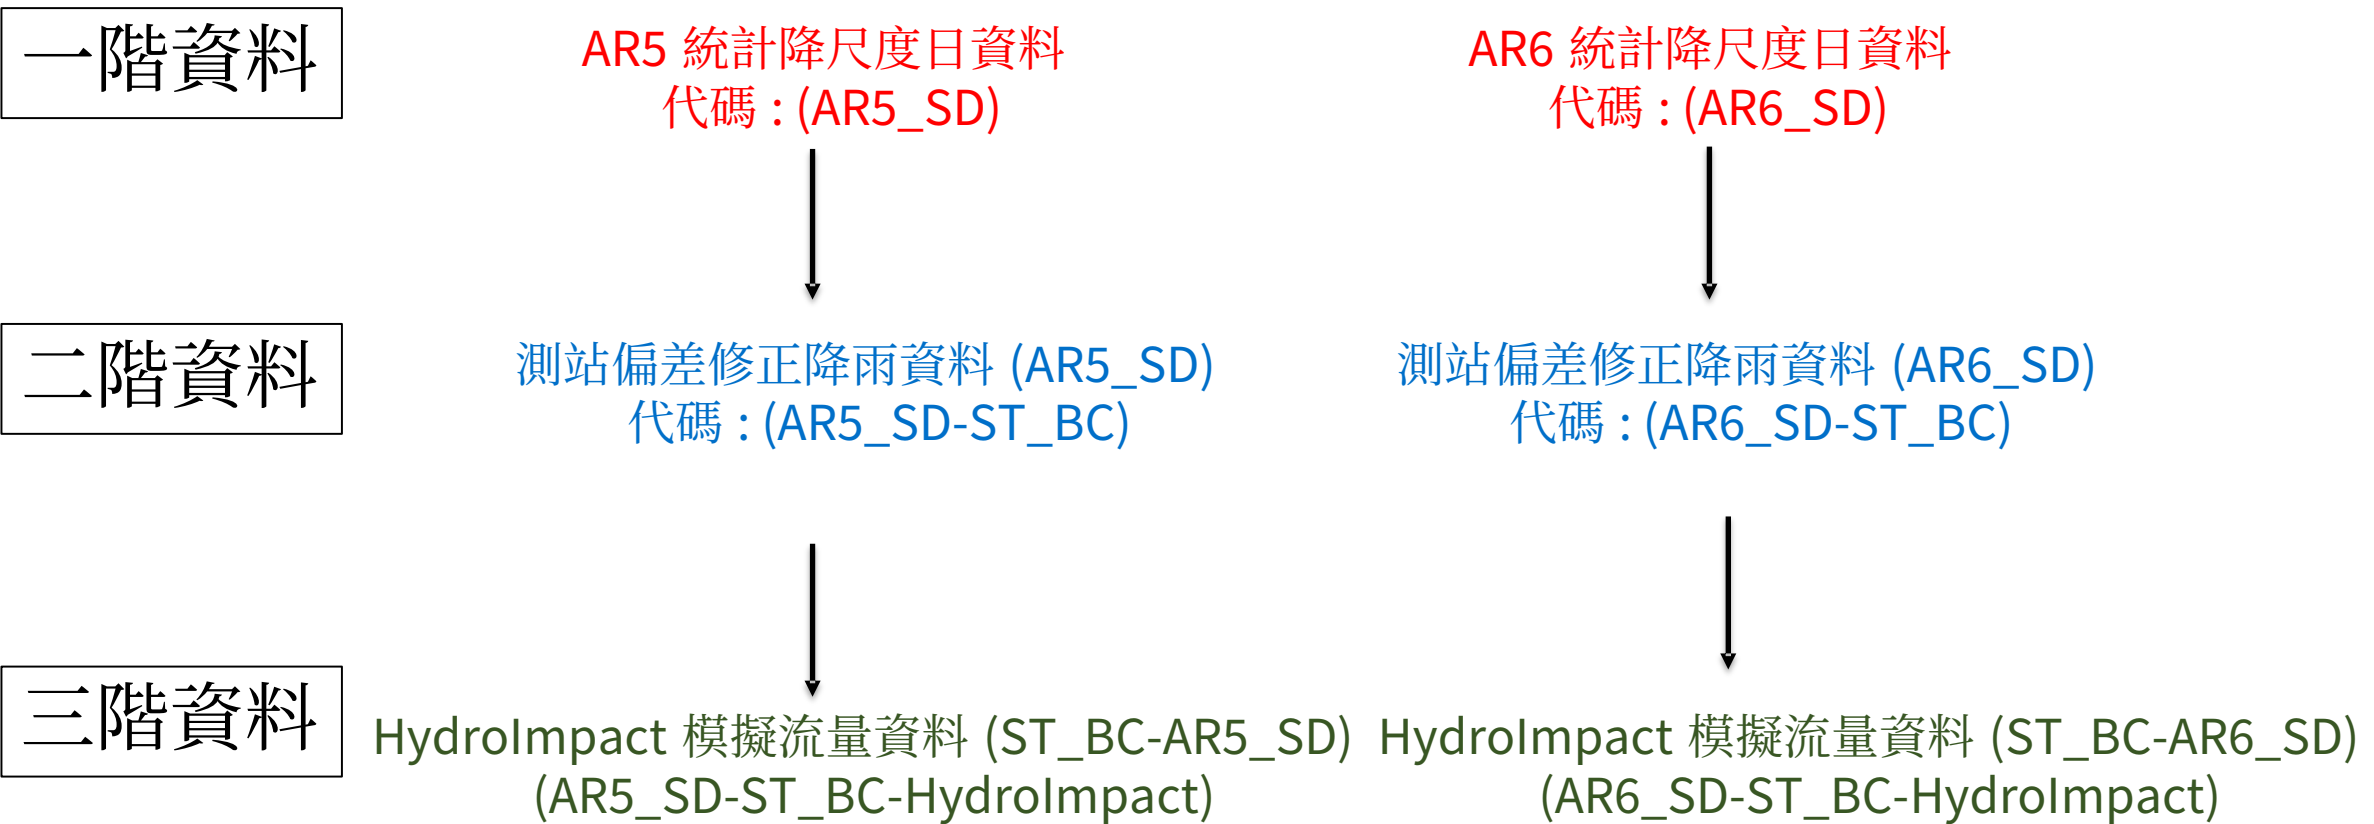 一階資料
AR5 統計降尺度日資料
代碼 : (AR5_SD)
AR6 統計降尺度日資料
代碼 : (AR6_SD)
二階資料
測站偏差修正降雨資料 (AR5_SD)
代碼 : (AR5_SD-ST_BC)
測站偏差修正降雨資料 (AR6_SD)
代碼 : (AR6_SD-ST_BC)
三階資料
HydroImpact 模擬流量資料 (ST_BC-AR5_SD)
(AR5_SD-ST_BC-HydroImpact)
HydroImpact 模擬流量資料 (ST_BC-AR6_SD)
(AR6_SD-ST_BC-HydroImpact)